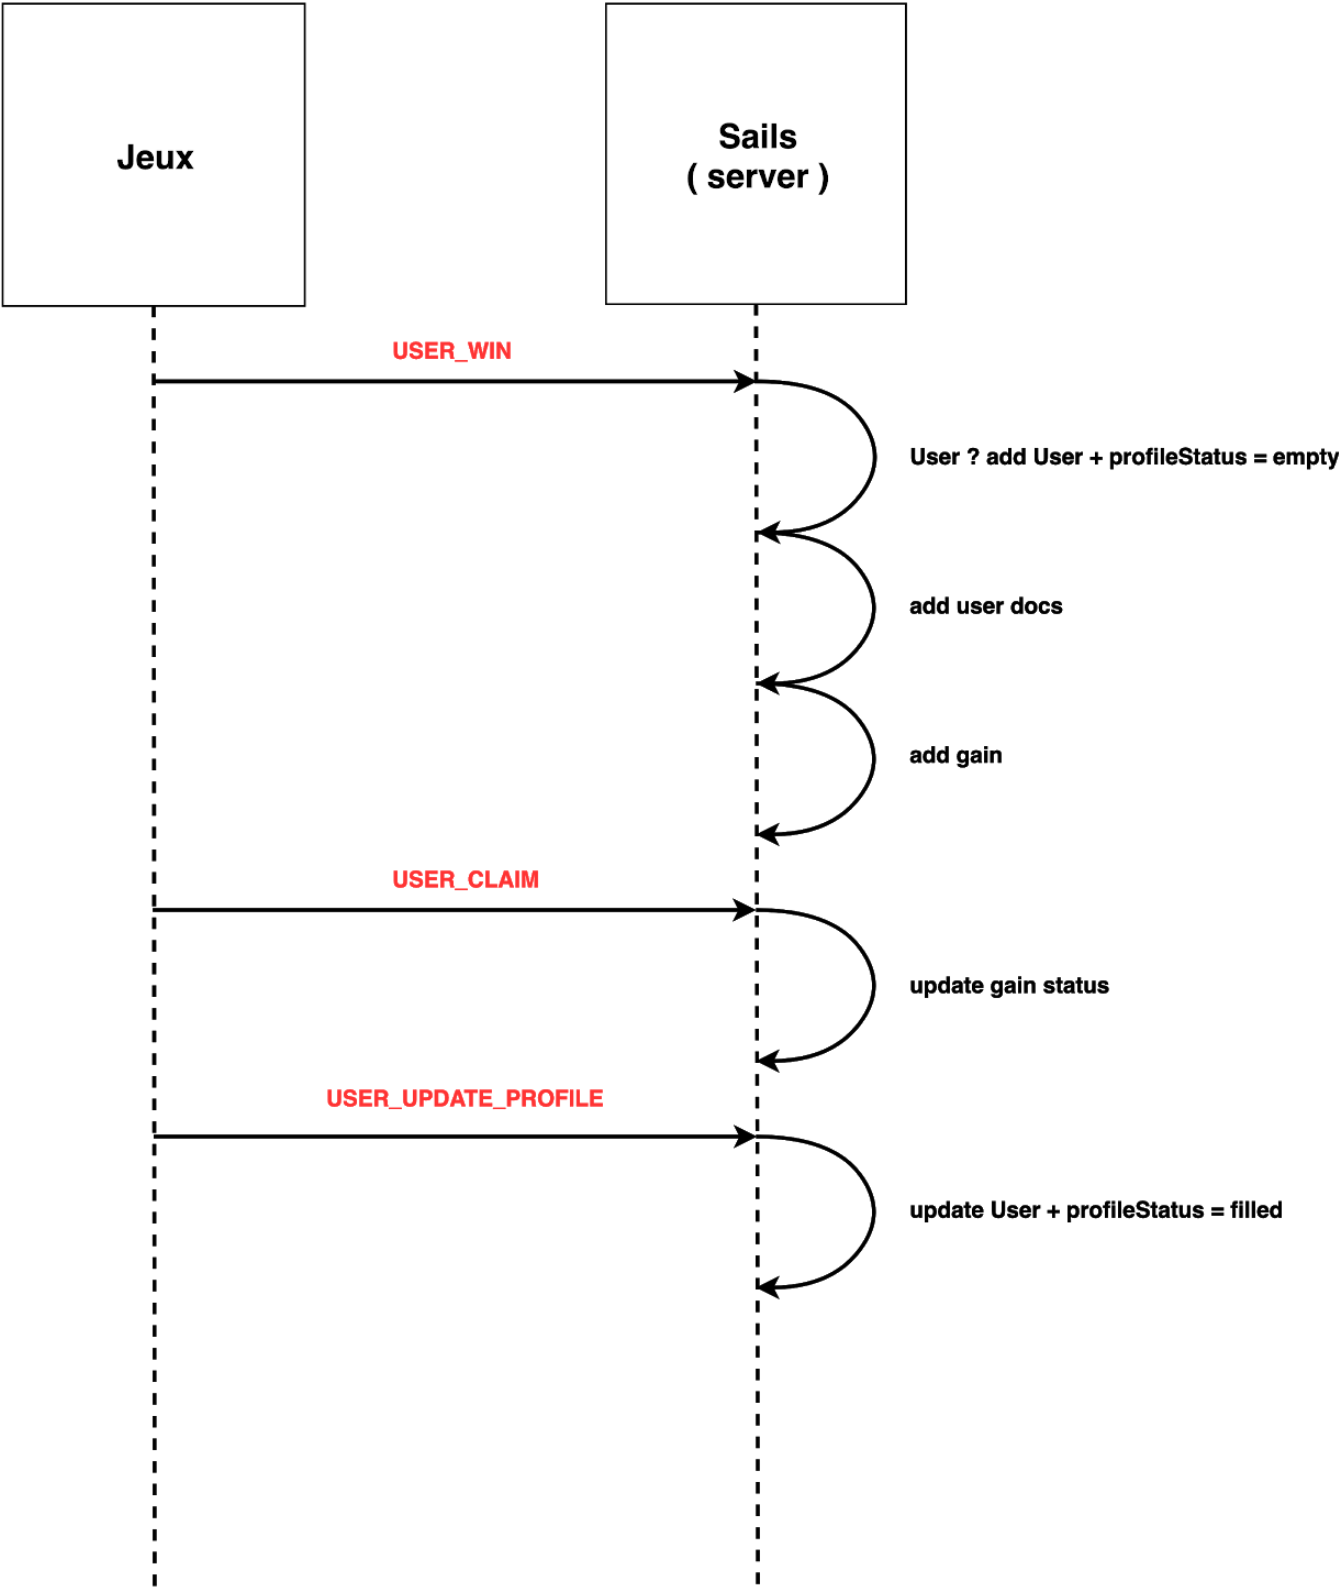 Jeux
Sails
( server )
USER_WIN
User ? add User + profileStatus = empty
add user docs
add gain
USER_CLAIM
update gain status
USER_UPDATE_PROFILE
update User + profileStatus = filled